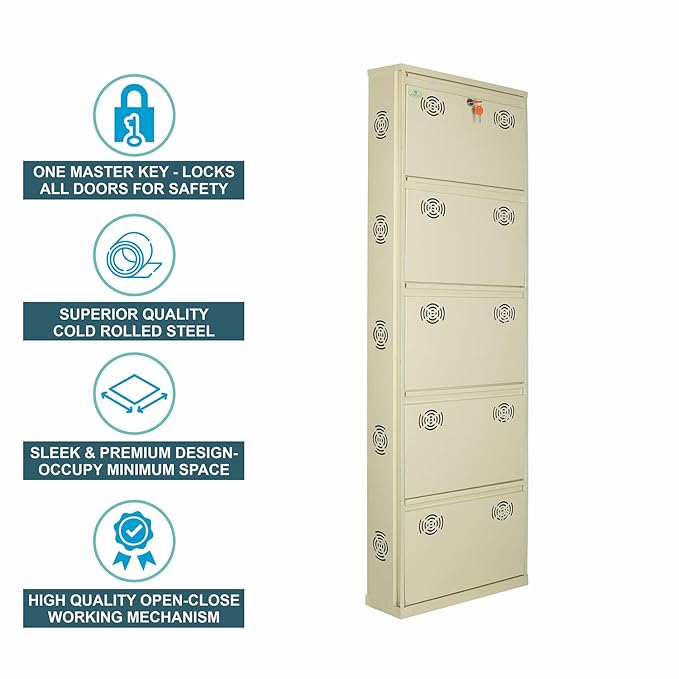 ONE MASTER KEY - LOCKS
ALL DOORS FOR SAFETY
SUPERIOR QUALITY
COLD ROLLED STEEL
SLEEK & PREMIUM DESIGN-
OCCUPY MINIMUM SPACE
HIGH QUALITY OPEN-CLOSE
WORKING MECHANISM